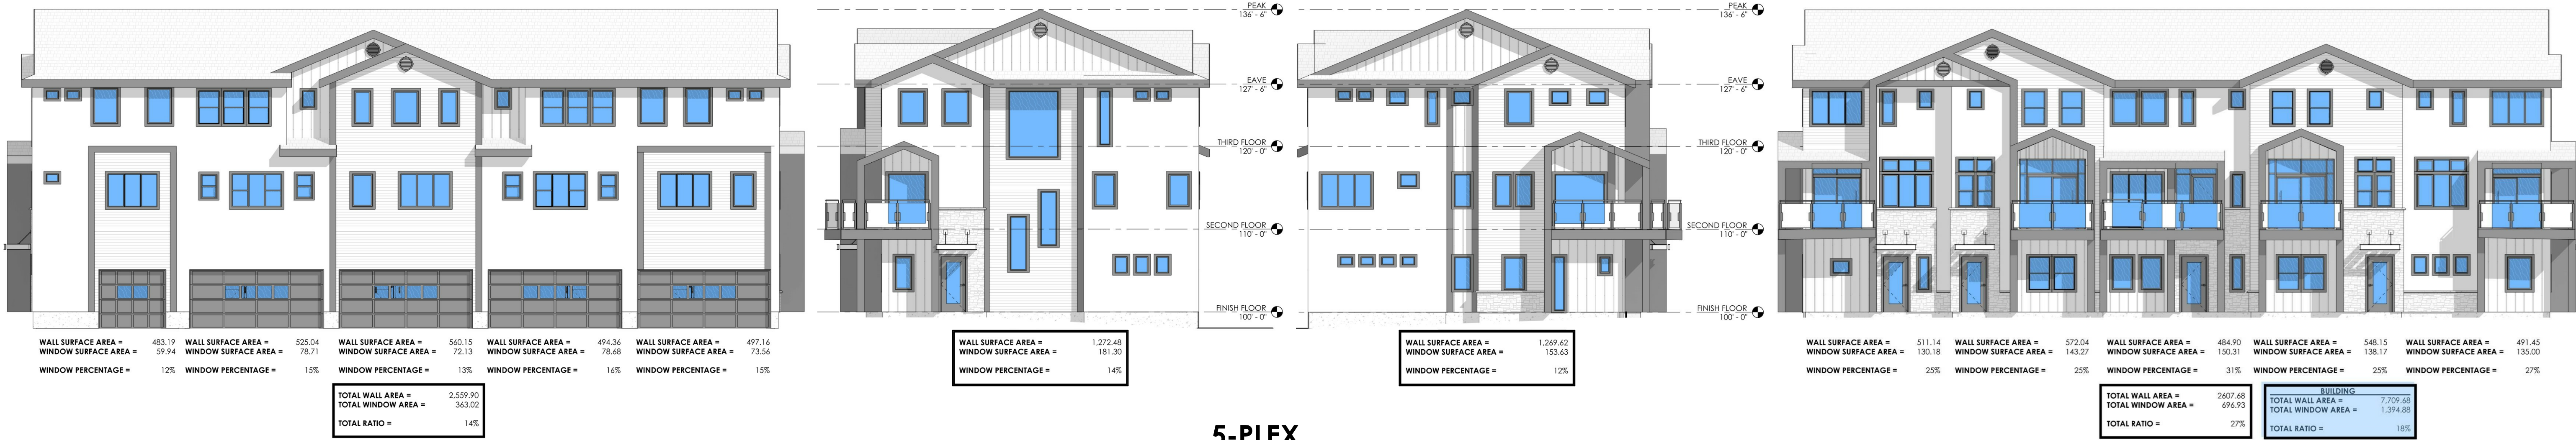 PEAK
136' - 6"
EAVE
127' - 6"
THIRD FLOOR
120' - 0"
SECOND FLOOR
110' - 0"
FINISH FLOOR
100' - 0"
PEAK
136' - 6"
EAVE
127' - 6"
THIRD FLOOR
120' - 0"
SECOND FLOOR
110' - 0"
FINISH FLOOR
100' - 0"
WALL SURFACE AREA = 483.19
WINDOW SURFACE AREA = 59.94
WINDOW PERCENTAGE = 12%
WALL SURFACE AREA = 525.04
WINDOW SURFACE AREA = 78.71
WINDOW PERCENTAGE = 15%
WALL SURFACE AREA = 560.15
WINDOW SURFACE AREA = 72.13
WINDOW PERCENTAGE = 13%
WALL SURFACE AREA = 494.36
WINDOW SURFACE AREA = 78.68
WINDOW PERCENTAGE = 16%
WALL SURFACE AREA = 497.16
WINDOW SURFACE AREA = 73.56
WINDOW PERCENTAGE = 15%
TOTAL WALL AREA = 2,559.90
TOTAL WINDOW AREA = 363.02
TOTAL RATIO = 14%
WALL SURFACE AREA = 1,272.48
WINDOW SURFACE AREA = 181.30
WINDOW PERCENTAGE = 14%
WALL SURFACE AREA = 1,269.62
WINDOW SURFACE AREA = 153.63
WINDOW PERCENTAGE = 12%
WALL SURFACE AREA = 511.14
WINDOW SURFACE AREA = 130.18
WINDOW PERCENTAGE = 25%
WALL SURFACE AREA = 572.04
WINDOW SURFACE AREA = 143.27
WINDOW PERCENTAGE = 25%
WALL SURFACE AREA = 484.90
WINDOW SURFACE AREA = 150.31
WINDOW PERCENTAGE = 31%
WALL SURFACE AREA = 548.15
WINDOW SURFACE AREA = 138.17
WINDOW PERCENTAGE = 25%
WALL SURFACE AREA = 491.45
WINDOW SURFACE AREA = 135.00
WINDOW PERCENTAGE = 27%
TOTAL WALL AREA = 2607.68
TOTAL WINDOW AREA = 696.93
TOTAL RATIO = 27%
BUILDING
TOTAL WALL AREA = 7,709.68
TOTAL WINDOW AREA = 1,394.88
TOTAL RATIO = 18%
5-PLEX